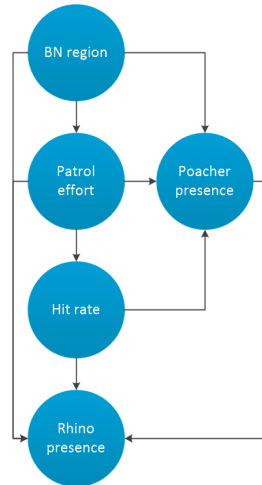 BN region
Patrol
effort
Poacher
presence
Hit rate
Rhino
presence